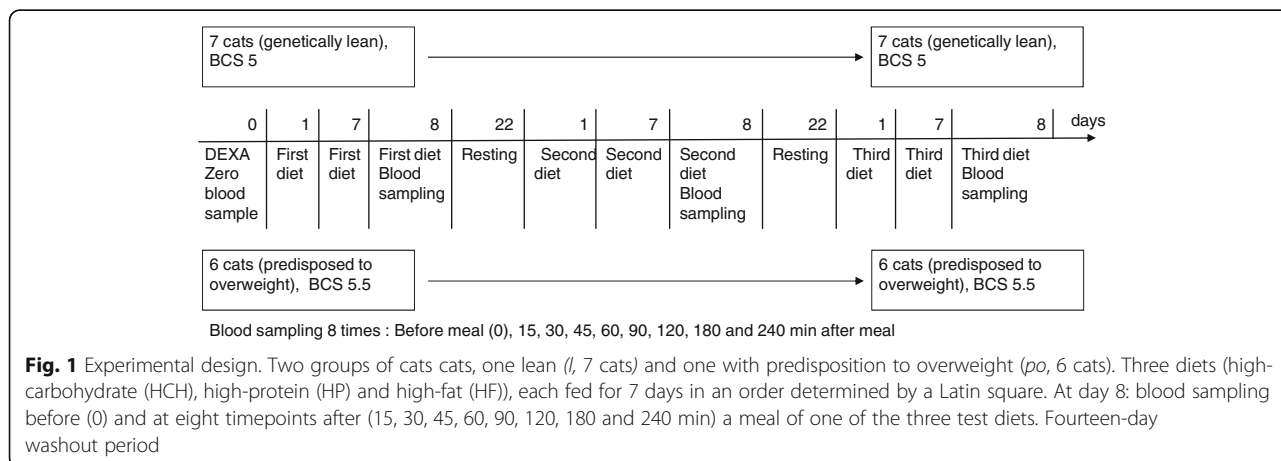 7 cats (genetically lean),
BCS 5
7 cats (genetically lean),
BCS 5
0 1 7 8 22 1 7 8 22 1 7 8 days
DEXA
Zero
blood
sample
First
diet
First
diet
First diet
Blood
sampling
Resting
Second
diet
Second
diet
Second
diet
Blood
sampling
Resting
Third
diet
Third
diet
Third diet
Blood
sampling
6 cats (predisposed to
overweight), BCS 5.5
6 cats (predisposed to
overweight), BCS 5.5
Blood sampling 8 times : Before meal (0), 15, 30, 45, 60, 90, 120, 180 and 240 min after meal
Fig. 1 Experimental design. Two groups of cats cats, one lean (l, 7 cats) and one with predisposition to overweight (po, 6 cats). Three diets (high-
carbohydrate (HCH), high-protein (HP) and high-fat (HF)), each fed for 7 days in an order determined by a Latin square. At day 8: blood sampling
before (0) and at eight timepoints after (15, 30, 45, 60, 90, 120, 180 and 240 min) a meal of one of the three test diets. Fourteen-day
washout period